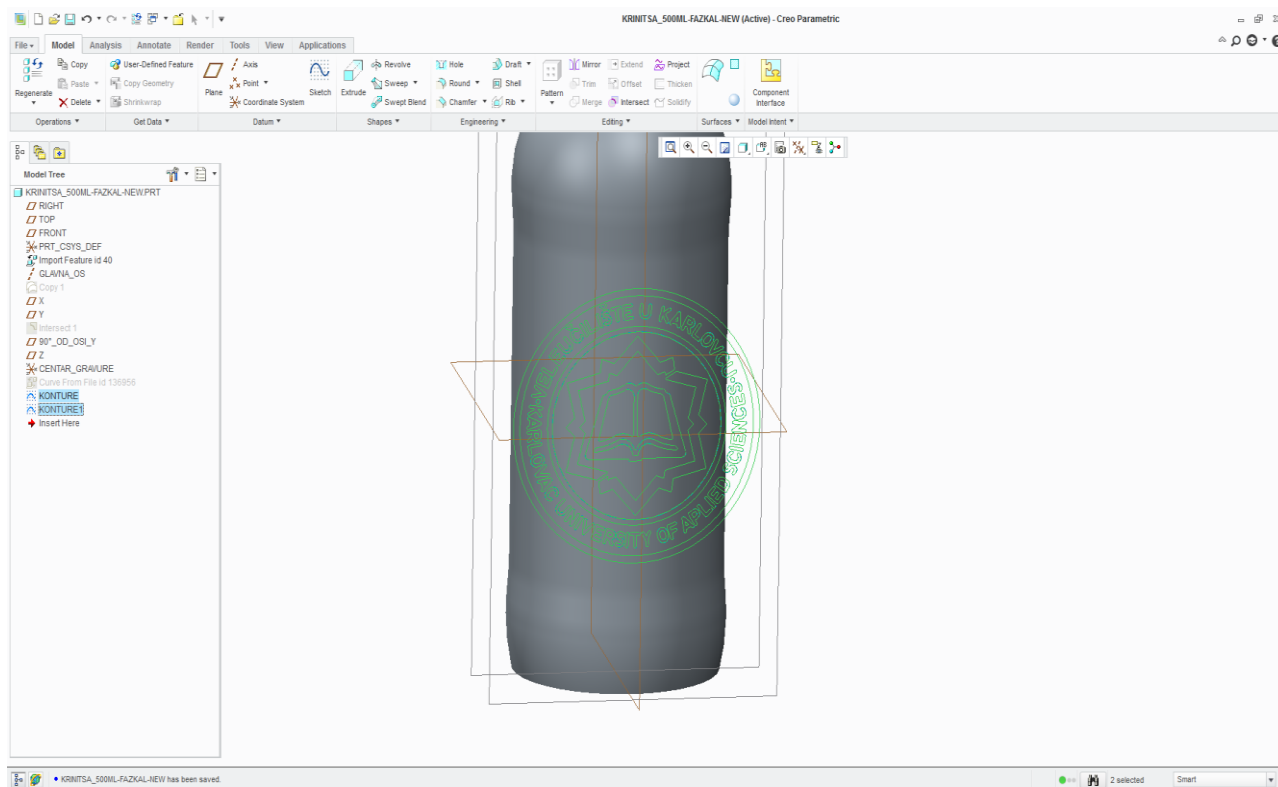 KRINITSA_500ML-FAZKAL-NEW (Active) - Creo Parametric
File Model Analysis Annotate Render Tools View Applications
Regenerate
Copy
Paste
Delete
User-Defined Feature
Copy Geometry
Shrinkwrap
Plane
Axis
Point
Coordinate System
Sketch
Extrude
Revolve
Sweep
Swept Blend
Hole
Round
Chamfer
Draft
Shell
Rib
Pattern
Mirror
Trim
Merge
Extend
Offset
Intersect
Project
Thicken
Solidify
Component
Interface
Operations Get Data Datum Shapes Engineering Editing Surfaces Model Intent
Model Tree
KRINITSA_500ML-FAZKAL-NEW.PRT
RIGHT
TOP
FRONT
PRT_CSYS_DEF
Import Feature id 40
GLAVNA_OS
Copy 1
X
Y
Intersect 1
90°_OD_OSI_Y
Z
CENTAR_GRAVURE
Curve From File id 136956
KONTURE
KONTURE1
Insert Here
UČILIŠTE U KARLOVCU
KARLOVAC UNIVERSITY OF APLIED SCIENCES
KRINITSA_500ML-FAZKAL-NEW has been saved.
2 selected
Smart